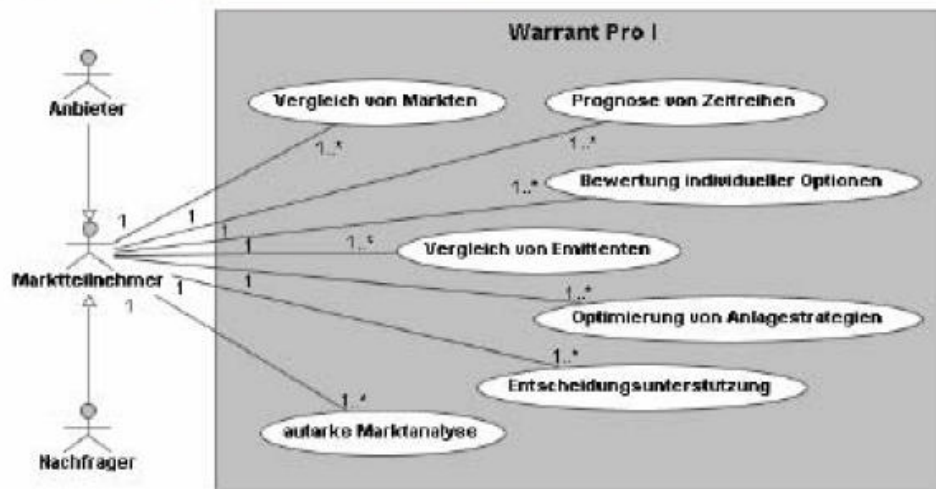 Warrant Pro I
Anbieter
Vergleich von Markten
Prognose von Zeitreihen
1..*
1..*
Bewertung individueller Optionen
1..*
1
1
1
Vergleich von Emittenten
1..*
1
Marktteilnehmer
1
1
1
1..*
Optimierung von Anlagestrategien
1..*
Entscheidungsunterstutzung
1..*
autarke Marktanalyse
Nachfrager